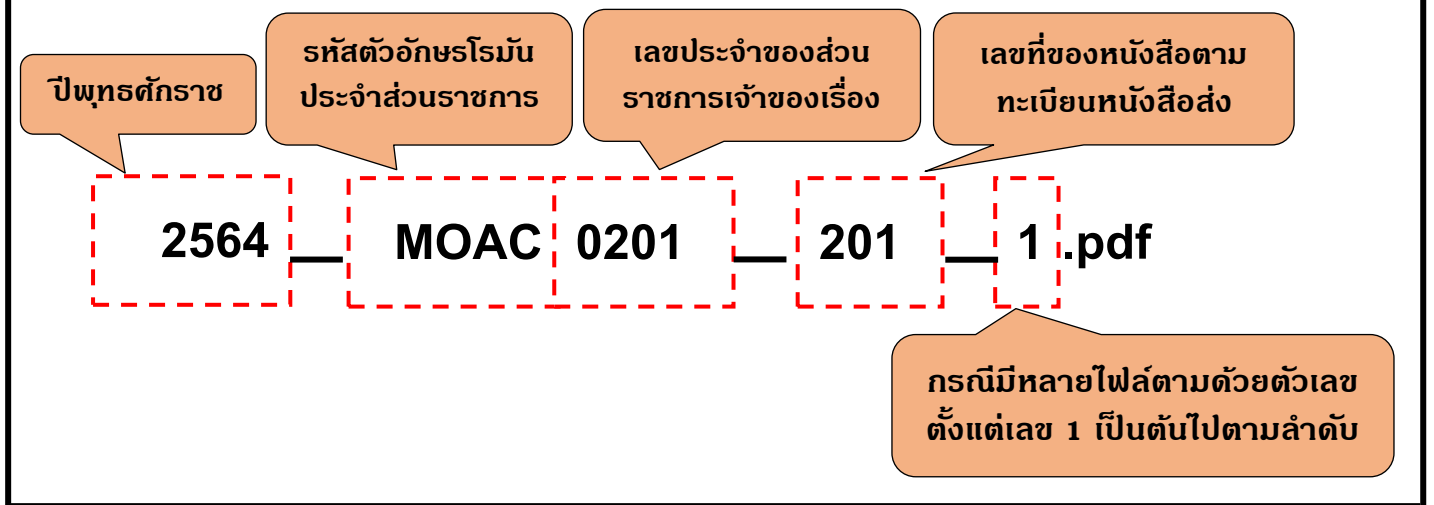 ปีพุทธศักราช
รหัสตัวอักษรโรมัน
ประจำส่วนราชการ
เลขประจำของส่วน
ราชการเจ้าของเรื่อง
เลขที่ของหนังสือตาม
ทะเบียนหนังสือส่ง
2564_MOAC0201_201_1.pdf
กรณีมีหลายไฟล์ตามด้วยตัวเลข
ตั้งแต่เลข 1 เป็นต้นไปตามลำดับ